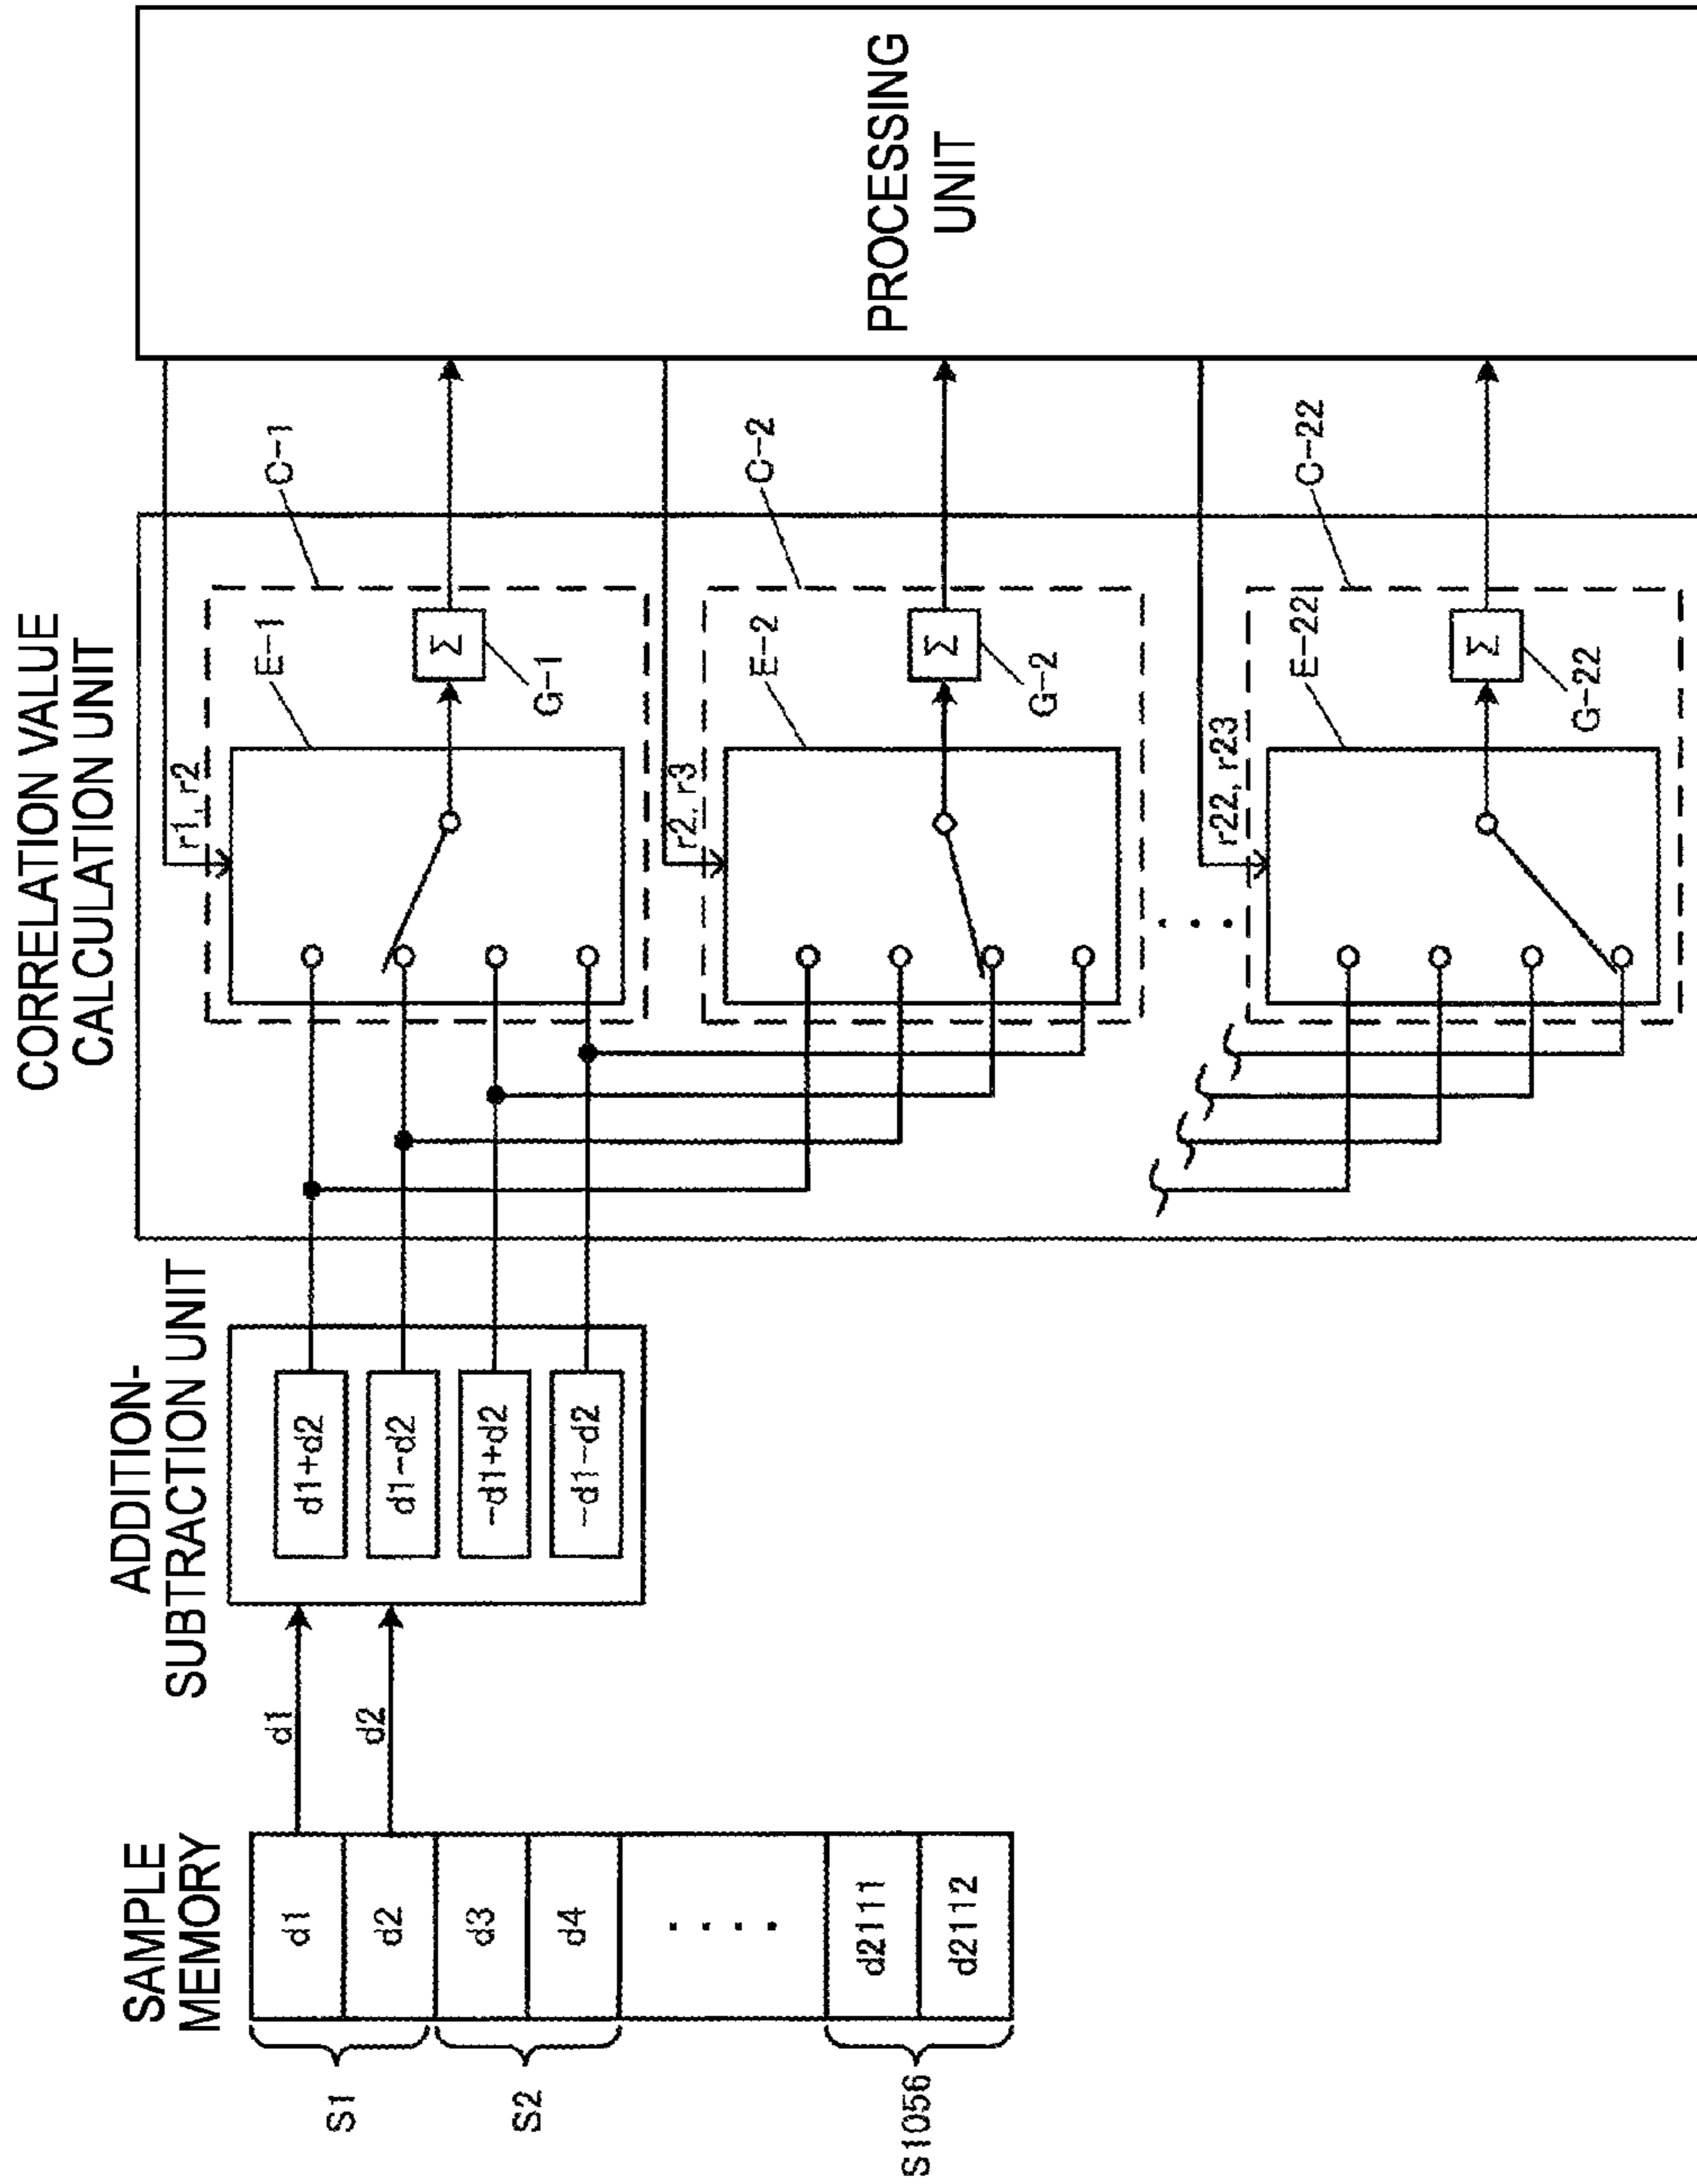 SAMPLE
MEMORY
d1
d2
d3
d4
. . . .
d2111
d2112
S1
S2
S1056
d1
d2
ADDITION-
SUBTRACTION UNIT
d1+d2
d1-d2
-d1+d2
-d1-d2
CORRELATION VALUE
CALCULATION UNIT
r1, r2
E-1
Σ
G-1
C-1
r2, r3
E-2
Σ
G-2
C-2
. . .
r22, r23
E-22
Σ
G-22
C-22
PROCESSING
UNIT